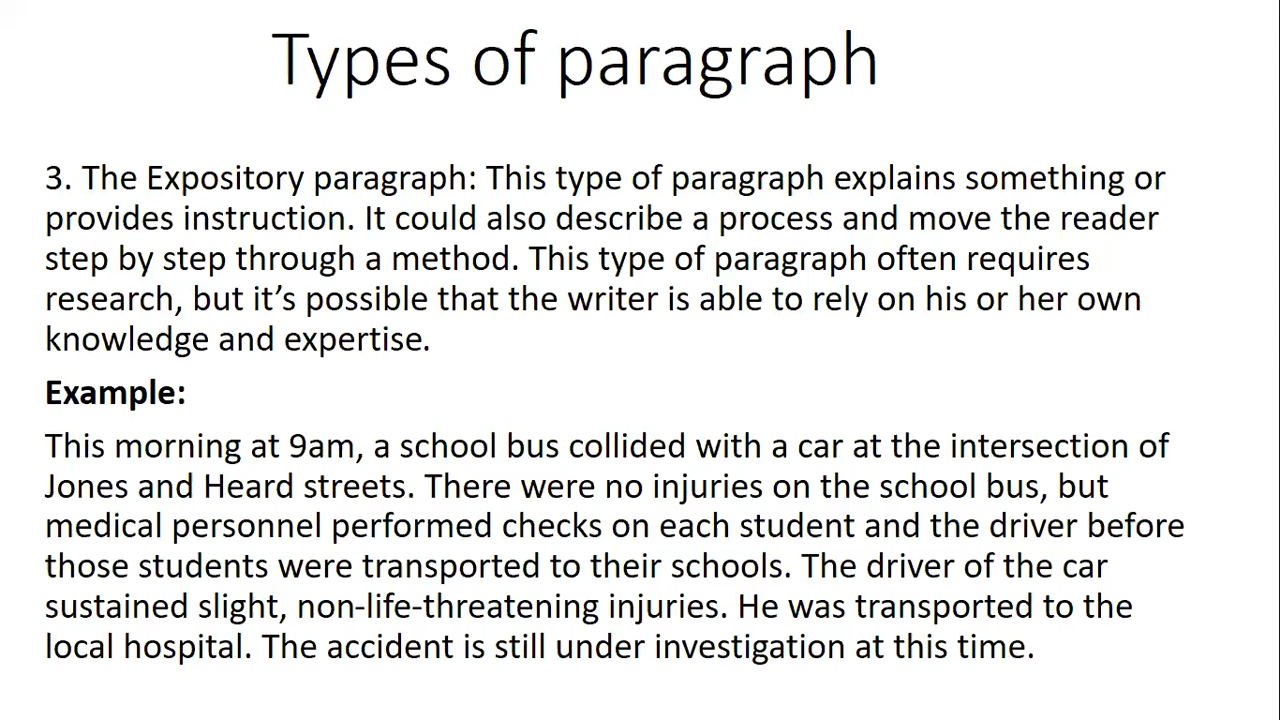 Types of paragraph
3. The Expository paragraph: This type of paragraph explains something or
provides instruction. It could also describe a process and move the reader
step by step through a method. This type of paragraph often requires
research, but it’s possible that the writer is able to rely on his or her own
knowledge and expertise.
Example:
This morning at 9am, a school bus collided with a car at the intersection of
Jones and Heard streets. There were no injuries on the school bus, but
medical personnel performed checks on each student and the driver before
those students were transported to their schools. The driver of the car
sustained slight, non-life-threatening injuries. He was transported to the
local hospital. The accident is still under investigation at this time.